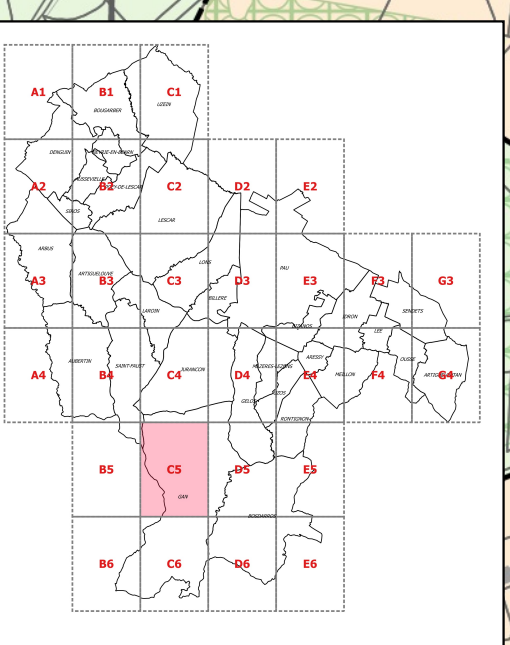 A1
B1
C1
UZEIN
BOUGARBER
DENGUIN
A2
B2
C2
D2
E2
SIROS
LESCAR
ARBUS
LONS
PAU
ARTIGUELOUVE
A3
B3
C3
D3
E3
F3
G3
BILLERE
LAROIN
IDRON
SENDETS
LEE
ARESSY
OUSSE
AUBERTIN
SAINT-FAUST
JURANCON
MAZERES-LEZONS
A4
B4
C4
D4
E4
F4
G4
MEILLON
GELOS
RONTIGNON
B5
C5
D5
E5
GAN
BOSDARROS
B6
C6
D6
E6